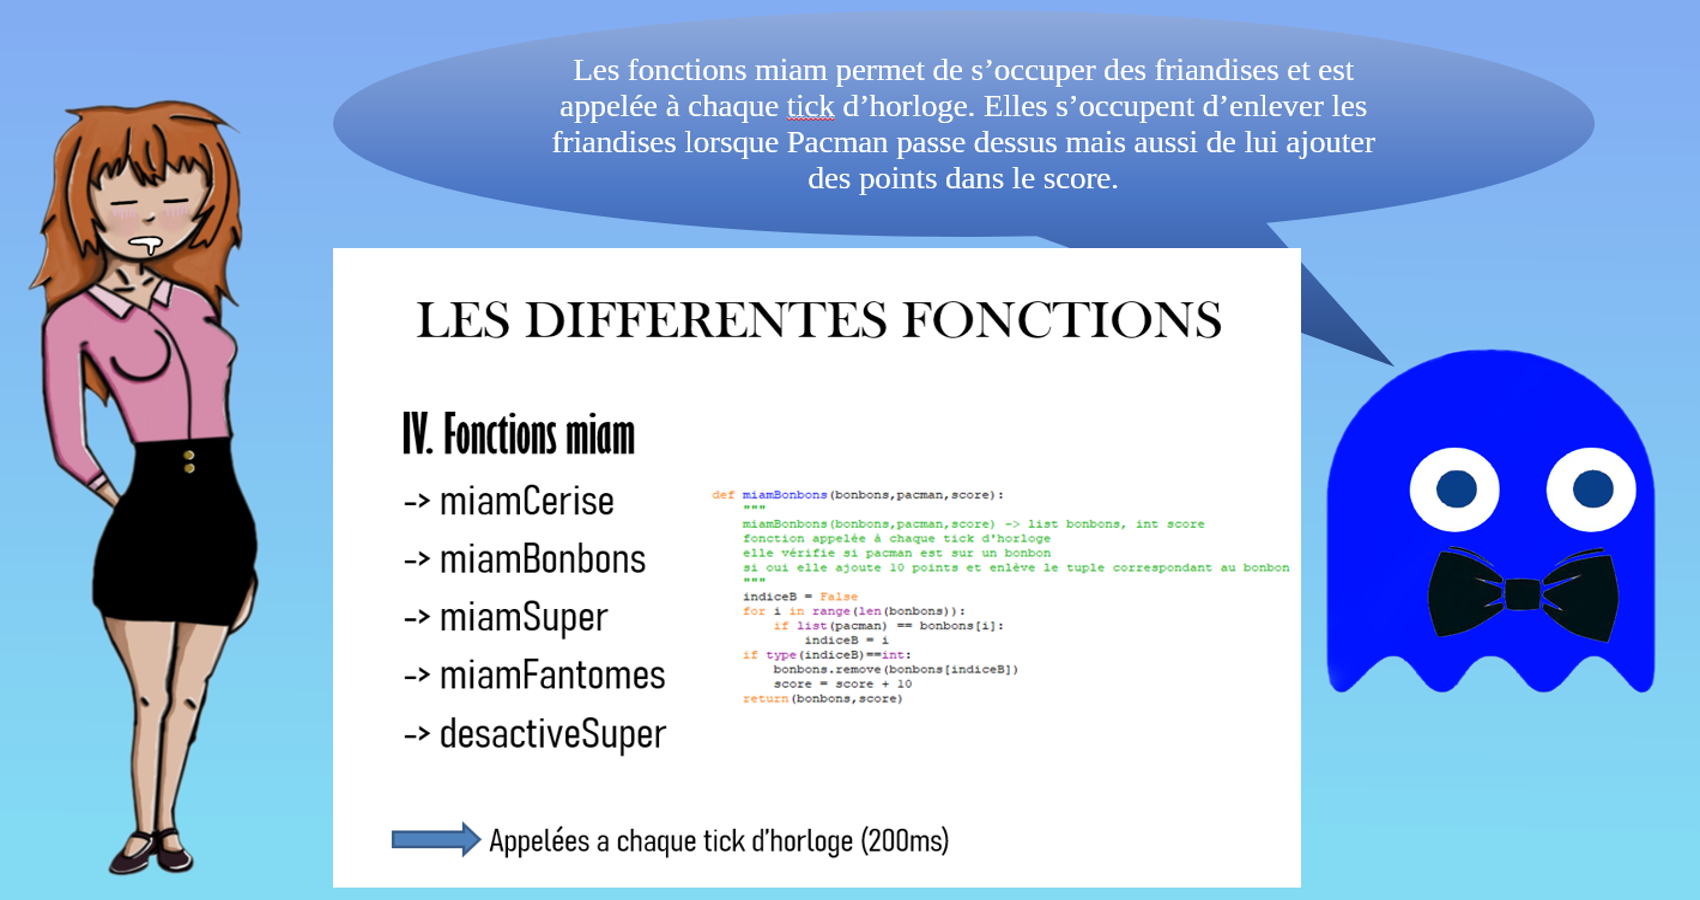 Les fonctions miam permet de s’occuper des friandises et est
appelée à chaque tick d’horloge. Elles s’occupent d’enlever les
friandises lorsque Pacman passe dessus mais aussi de lui ajouter
des points dans le score.
LES DIFFERENTES FONCTIONS
IV. Fonctions miam
-> miamCerise
-> miamBonbons
-> miamSuper
-> miamFantomes
-> desactiveSuper
def miamBonbons(bonbons,pacman,score):
"""
miamBonbons(bonbons,pacman,score) -> list bonbons, int score
fonction appelée à chaque tick d'horloge
elle vérifie si pacman est sur un bonbon
si oui elle ajoute 10 points et enlève le tuple correspondant au bonbon
"""
indiceB = False
for i in range(len(bonbons)):
if list(pacman) == bonbons[i]:
indiceB = i
if type(indiceB)==int:
bonbons.remove(bonbons[indiceB])
score = score + 10
return(bonbons,score)
Appelées a chaque tick d'horloge (200ms)